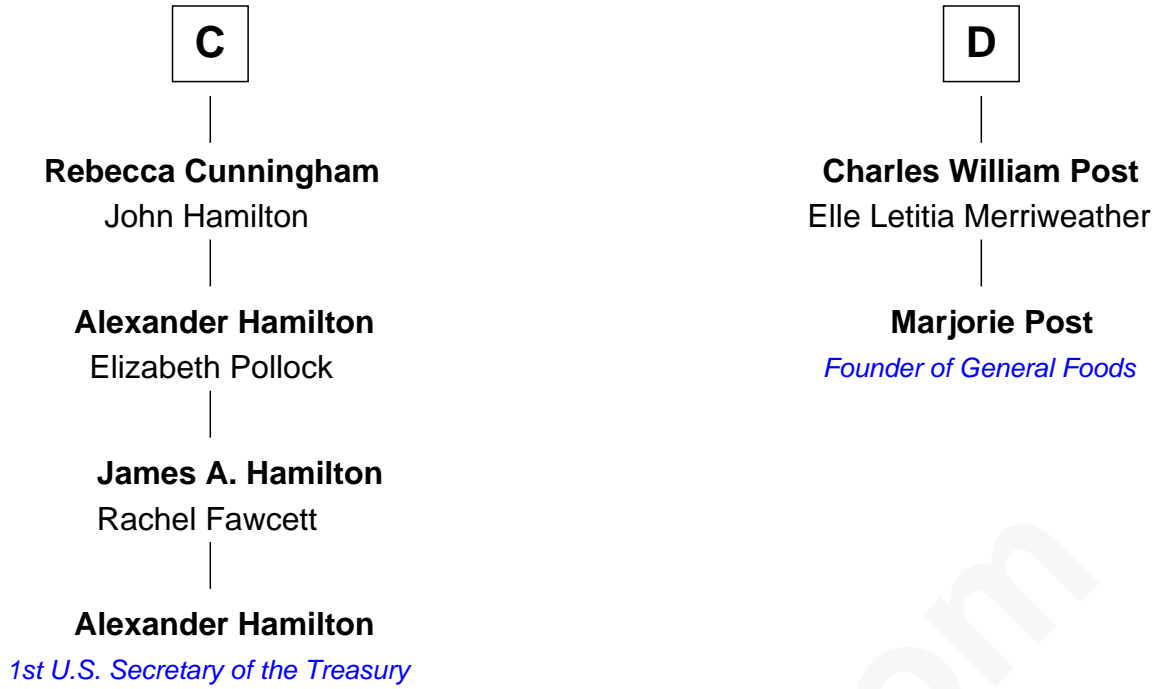 C
Rebecca Cunningham
John Hamilton
Alexander Hamilton
Elizabeth Pollock
James A. Hamilton
Rachel Fawcett
Alexander Hamilton
1st U.S. Secretary of the Treasury
D
Charles William Post
Elle Letitia Merriweather
Marjorie Post
Founder of General Foods
om